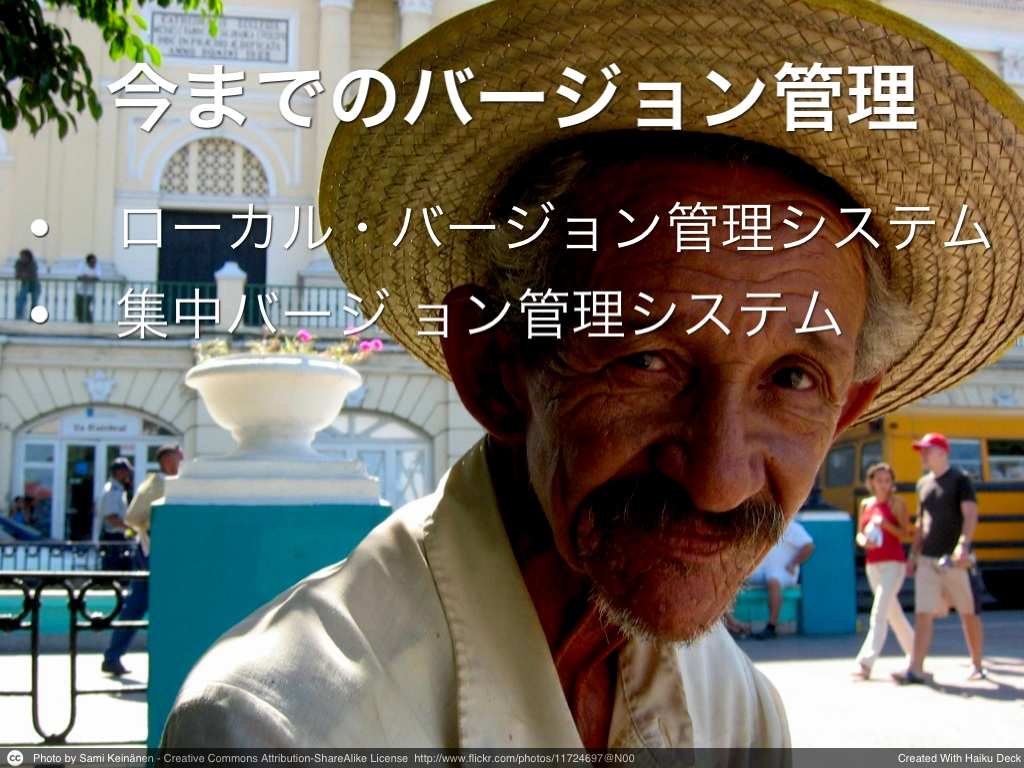 今までのバージョン管理
• ローカル・バージョン管理システム
• 集中バージョン管理システム
Photo by Sami Keinänen - Creative Commons Attribution-ShareAlike License http://www.flickr.com/photos/11724697@N00
Created With Haiku Deck